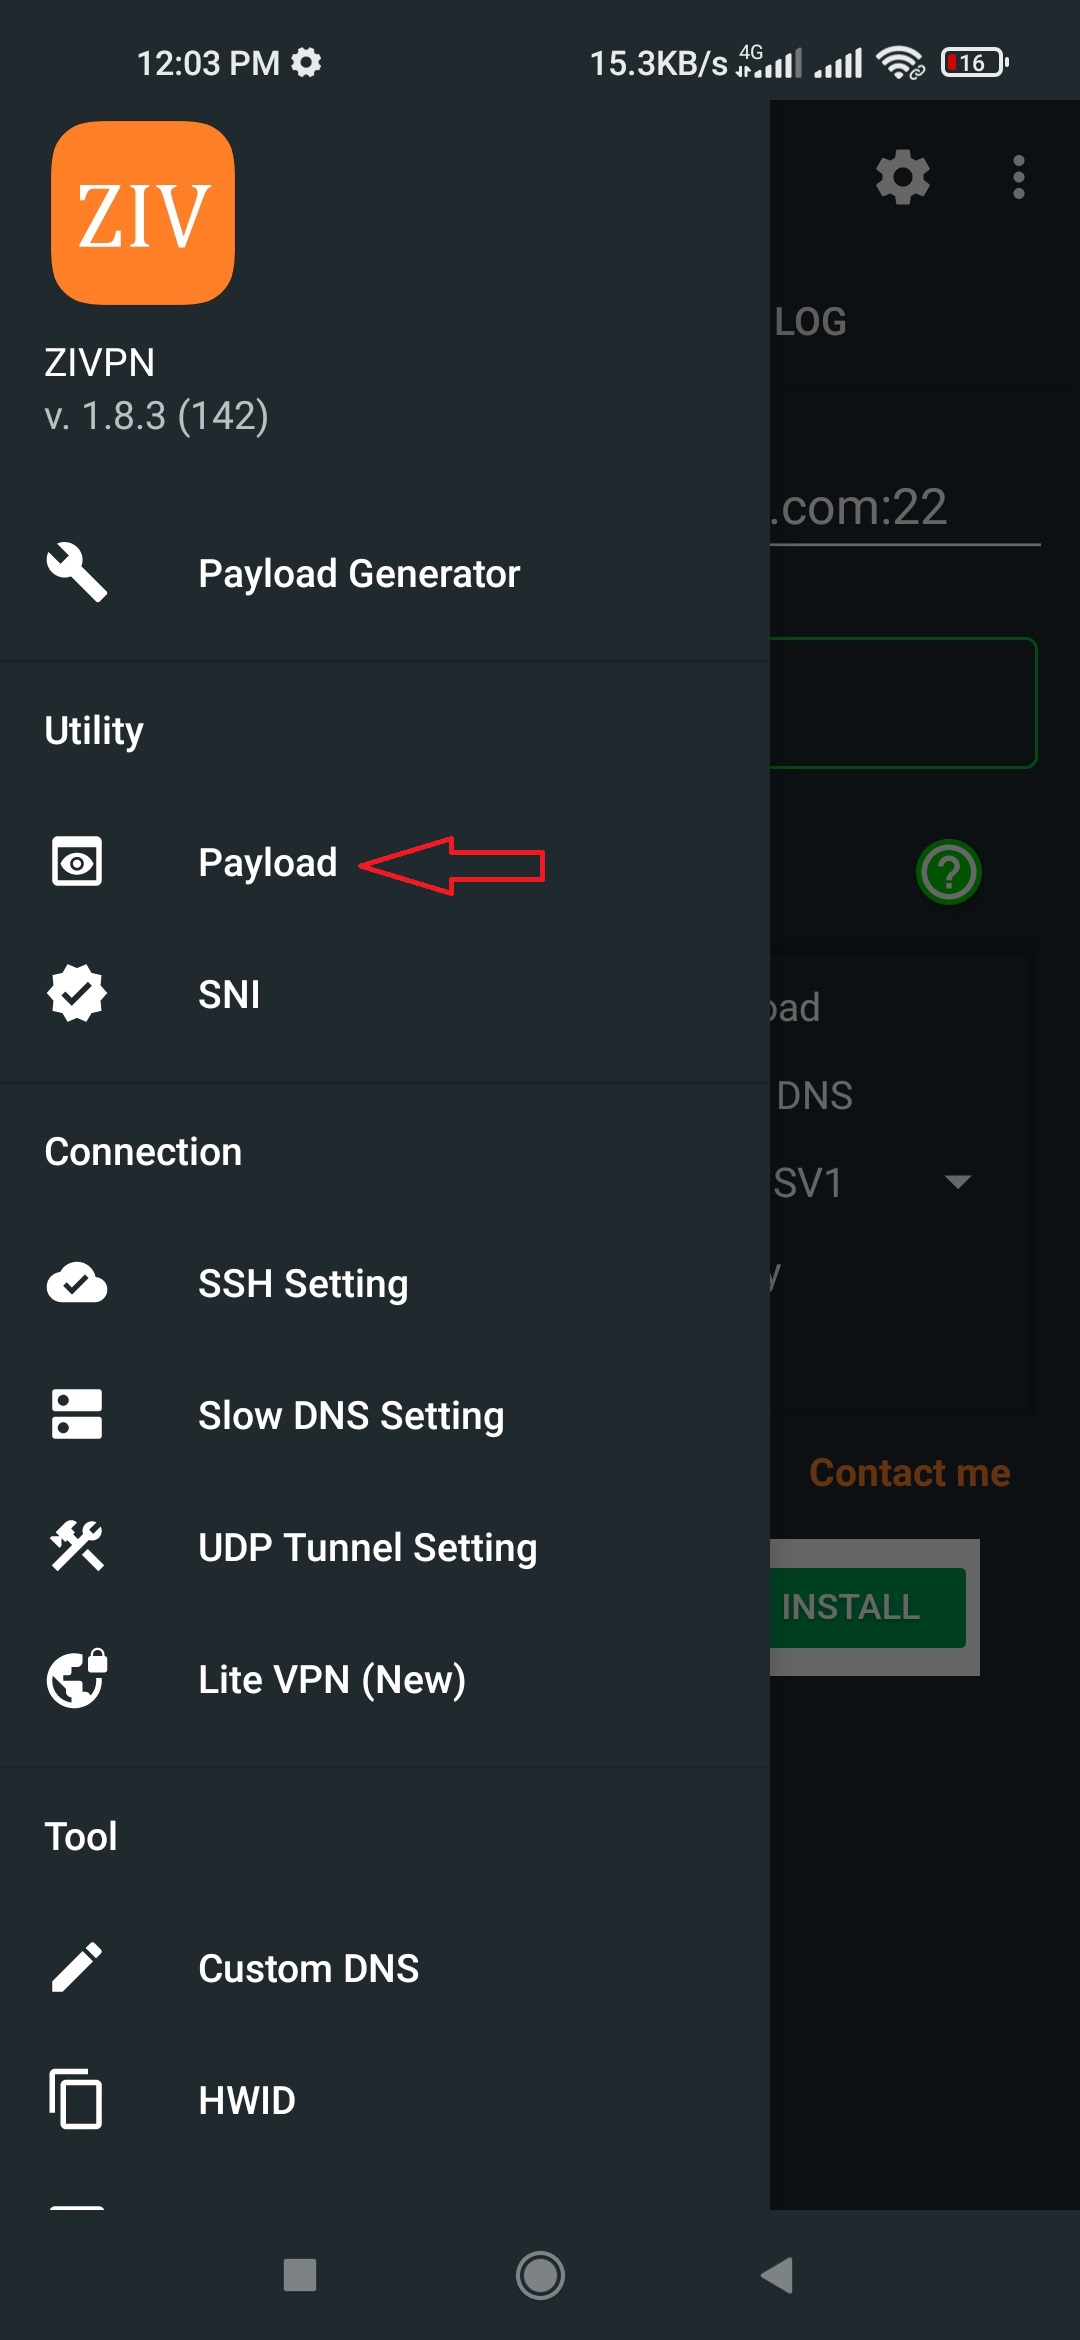 12:03 PM
15.3KB/s 4G 16
ZIV
LOG
ZIVPN
v. 1.8.3 (142)
.com:22
Payload Generator
Utility
Payload
SNI
oad
DNS
Connection
SV1
SSH Setting
y
Slow DNS Setting
Contact me
UDP Tunnel Setting
INSTALL
Lite VPN (New)
Tool
Custom DNS
HWID